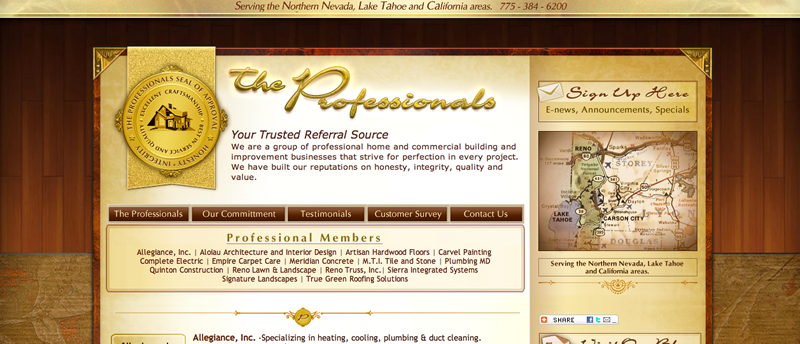 Serving the Northern Nevada, Lake Tahoe and California areas. 775 - 384 - 6200
THE PROFESSIONALS SEAL OF APPROVAL
HONESTY · INTEGRITY
EXCELLENT CRAFTSMANSHIP
BEST IN SERVICE AND QUALITY
The Professionals
Your Trusted Referral Source
We are a group of professional home and commercial building and
improvement businesses that strive for perfection in every project.
We have built our reputations on honesty, integrity, quality and
value.
The Professionals
Our Committment
Testimonials
Customer Survey
Contact Us
Professional Members
Allegiance, Inc. | Aloiau Architecture and Interior Design | Artisan Hardwood Floors | Carvel Painting
Complete Electric | Empire Carpet Care | Meridian Concrete | M.T.I. Tile and Stone | Plumbing MD
Quinton Construction | Reno Lawn & Landscape | Reno Truss, Inc.| Sierra Integrated Systems
Signature Landscapes | True Green Roofing Solutions
P
Allegiance, Inc. -Specializing in heating, cooling, plumbing & duct cleaning.
Sign Up Here
E-news, Announcements, Specials
RENO
Sparks
STOREY
Dayton
CARSON CITY
LAKE
TAHOE
Stewart
DOUGLAS
Serving the Northern Nevada, Lake Tahoe
and California areas.
SHARE